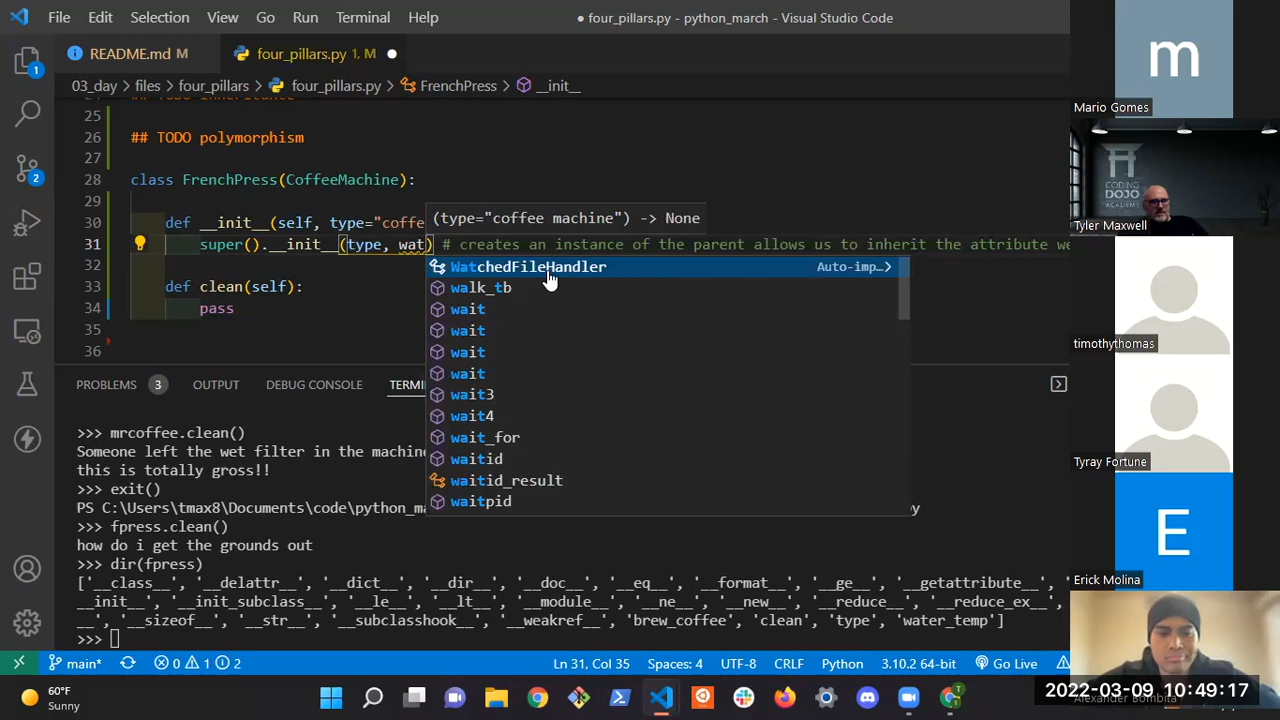 File Edit Selection View Go Run Terminal Help
● four_pillars.py - python_march - Visual Studio Code
README.md M four_pillars.py 1, M ●
03_day > files > four_pillars > four_pillars.py > FrenchPress > __init__
25
26 ## TODO polymorphism
27
28 class FrenchPress(CoffeeMachine):
29
30 def __init__(self, type="coffe
(type="coffee machine") -> None
31 super().__init__(type, wat) # creates an instance of the parent allows us to inherit the attribute we
32
33 def clean(self):
34 pass
35
36
WatchedFileHandler Auto-imp…
walk_tb
wait
wait
wait
wait
wait3
wait4
wait_for
waitid
waitid_result
waitpid
PROBLEMS 3 OUTPUT DEBUG CONSOLE TERM
>>> mrcoffee.clean()
Someone left the wet filter in the machin
this is totally gross!!
>>> exit()
PS C:\Users\tmax8\Documents\code\python_ma
>>> fpress.clean()
how do i get the grounds out
>>> dir(fpress)
['__class__', '__delattr__', '__dict__', '__dir__', '__doc__', '__eq__', '__format__', '__ge__', '__getattribute__', '
__init__', '__init_subclass__', '__le__', '__lt__', '__module__', '__ne__', '__new__', '__reduce__', '__reduce_ex__',
__', '__sizeof__', '__str__', '__subclasshook__', '__weakref__', 'brew_coffee', 'clean', 'type', 'water_temp']
>>>
main* 0 1 2 Ln 31, Col 35 Spaces: 4 UTF-8 CRLF Python 3.10.2 64-bit Go Live
60°F
Sunny
m
Mario Gomes
CODING
DOJO
ACADEMY
Tyler Maxwell
timothythomas
Tyray Fortune
E
Erick Molina
Alexander Bombita
2022-03-09 10:49:17